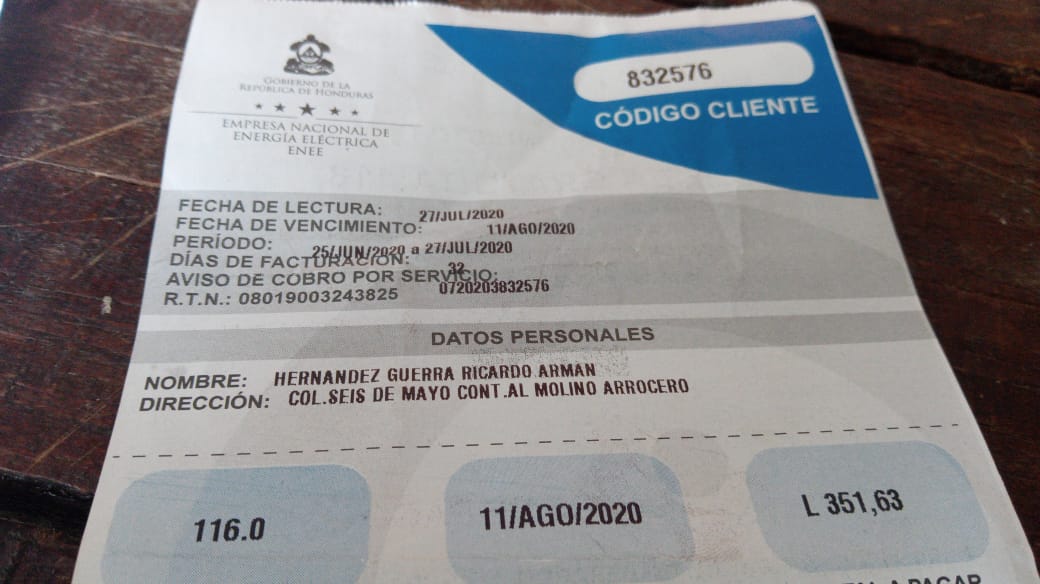 832576
CÓDIGO CLIENTE
GOBIERNO DE LA
REPÚBLICA DE HONDURAS
EMPRESA NACIONAL DE
ENERGÍA ELÉCTRICA
ENEE
FECHA DE LECTURA: 27/JUL/2020
FECHA DE VENCIMIENTO: 11/AGO/2020
PERÍODO: 25/JUN/2020 a 27/JUL/2020
DÍAS DE FACTURACIÓN: 32
AVISO DE COBRO POR SERVICIO: 0720203832576
R.T.N.: 08019003243825
DATOS PERSONALES
NOMBRE: HERNANDEZ GUERRA RICARDO ARMAN
DIRECCIÓN: COL.SEIS DE MAYO CONT.AL MOLINO ARROCERO
116.0
11/AGO/2020
L 351,63
A PAGAR